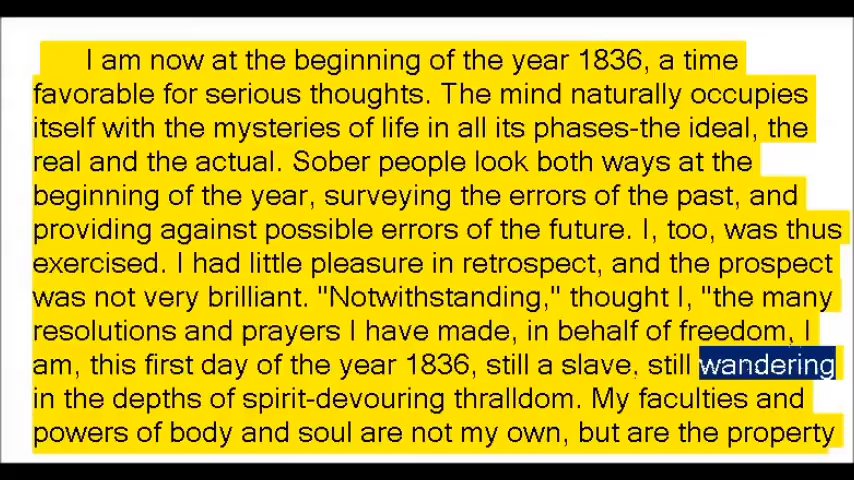 I am now at the beginning of the year 1836, a time
favorable for serious thoughts. The mind naturally occupies
itself with the mysteries of life in all its phases-the ideal, the
real and the actual. Sober people look both ways at the
beginning of the year, surveying the errors of the past, and
providing against possible errors of the future. I, too, was thus
exercised. I had little pleasure in retrospect, and the prospect
was not very brilliant. "Notwithstanding," thought I, "the many
resolutions and prayers I have made, in behalf of freedom, I
am, this first day of the year 1836, still a slave, still wandering
in the depths of spirit-devouring thralldom. My faculties and
powers of body and soul are not my own, but are the property